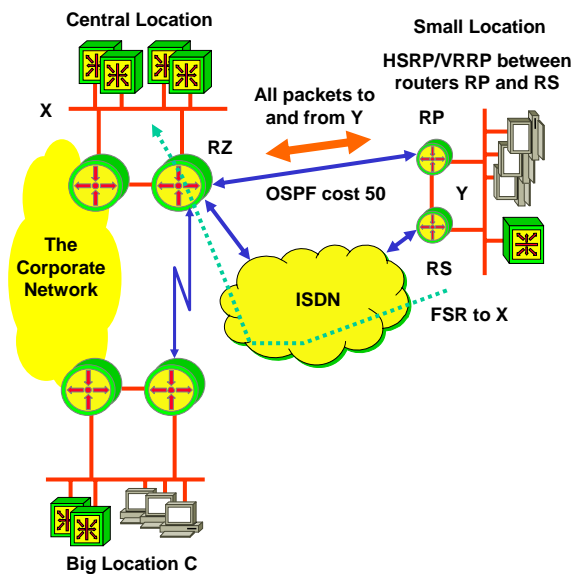 Central Location
Small Location
HSRP/VRRP between
routers RP and RS
X
All packets to
and from Y
RP
RZ
OSPF cost 50
Y
The
Corporate
Network
RS
ISDN
FSR to X
Big Location C